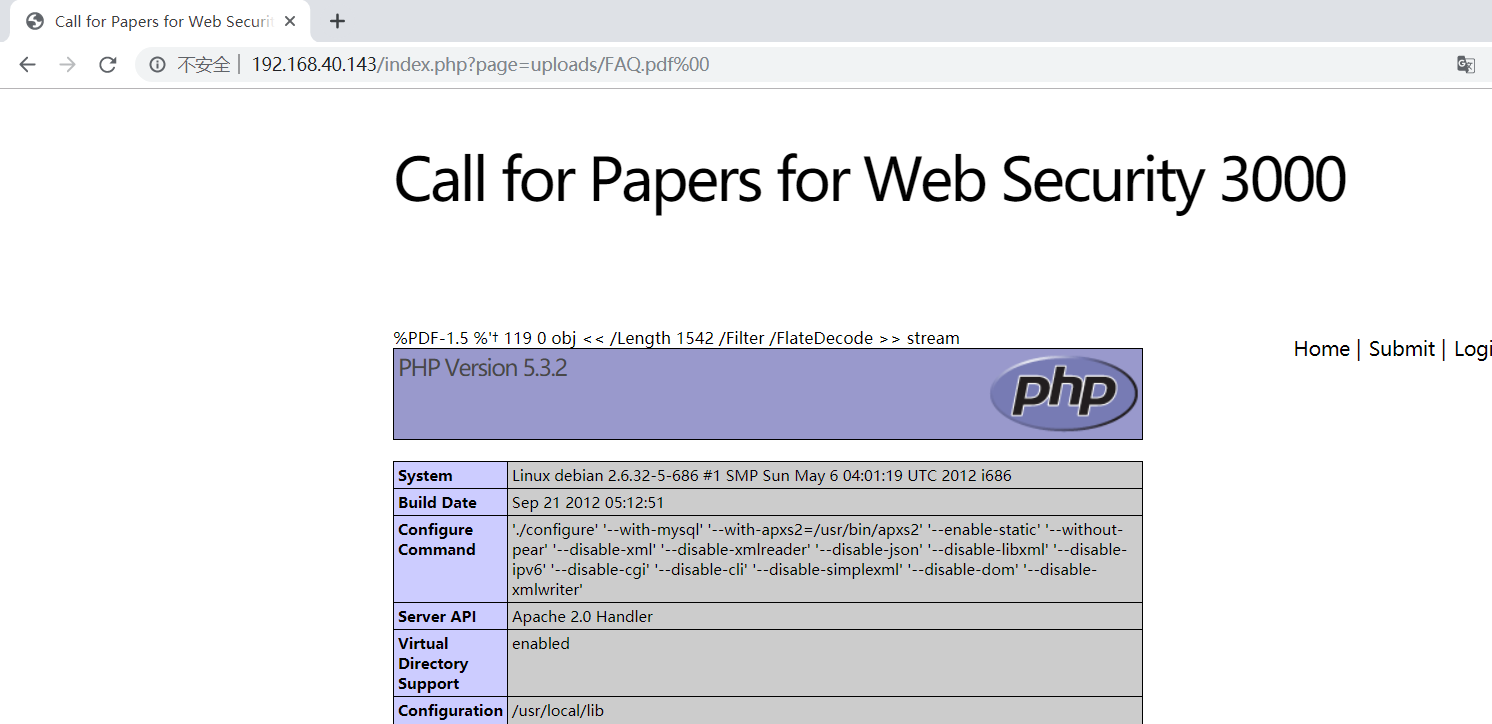 Call for Papers for Web Securit
不安全 | 192.168.40.143/index.php?page=uploads/FAQ.pdf%00
Call for Papers for Web Security 3000
%PDF-1.5 %'† 119 0 obj << /Length 1542 /Filter /FlateDecode >> stream
Home | Submit | Logi
PHP Version 5.3.2
php
System
Linux debian 2.6.32-5-686 #1 SMP Sun May 6 04:01:19 UTC 2012 i686
Build Date
Sep 21 2012 05:12:51
Configure
Command
'./configure' '--with-mysql' '--with-apxs2=/usr/bin/apxs2' '--enable-static' '--without-
pear' '--disable-xml' '--disable-xmlreader' '--disable-json' '--disable-libxml' '--disable-
ipv6' '--disable-cgi' '--disable-cli' '--disable-simplexml' '--disable-dom' '--disable-
xmlwriter'
Server API
Apache 2.0 Handler
Virtual
Directory
Support
enabled
Configuration
/usr/local/lib